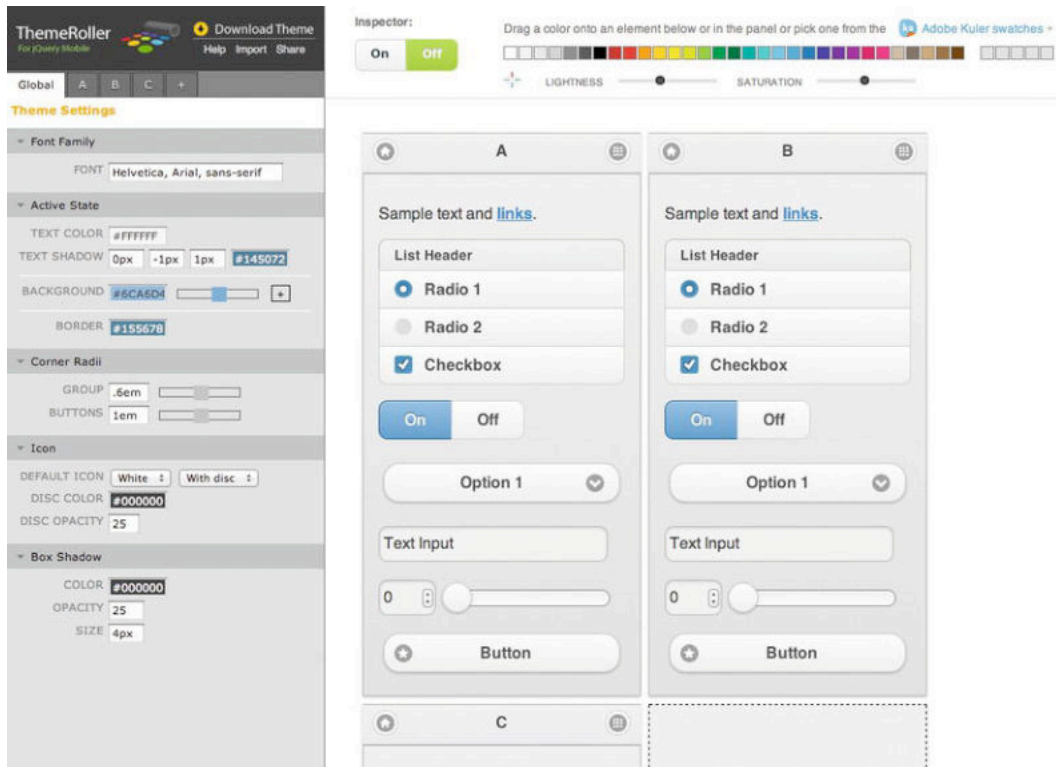 ThemeRoller
For jQuery Mobile
Download Theme
Help Import Share
Global A B C +
Theme Settings
Font Family
FONT Helvetica, Arial, sans-serif
Active State
TEXT COLOR #FFFFFF
TEXT SHADOW 0px -1px 1px #145072
BACKGROUND #6CA6D4 +
BORDER #155678
Corner Radii
GROUP .6em
BUTTONS 1em
Icon
DEFAULT ICON White With disc
DISC COLOR #000000
DISC OPACITY 25
Box Shadow
COLOR #000000
OPACITY 25
SIZE 4px
Inspector:
On Off
Drag a color onto an element below or in the panel or pick one from the ku Adobe Kuler swatches
LIGHTNESS SATURATION
A
Sample text and links.
List Header
Radio 1
Radio 2
Checkbox
On Off
Option 1
Text Input
0
Button
B
Sample text and links.
List Header
Radio 1
Radio 2
Checkbox
On Off
Option 1
Text Input
0
Button
C